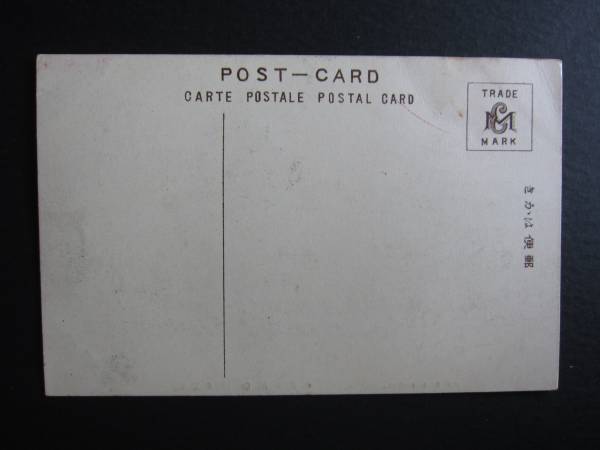 POST—CARD
CARTE POSTALE POSTAL CARD
TRADE
MARK
郵便はかき